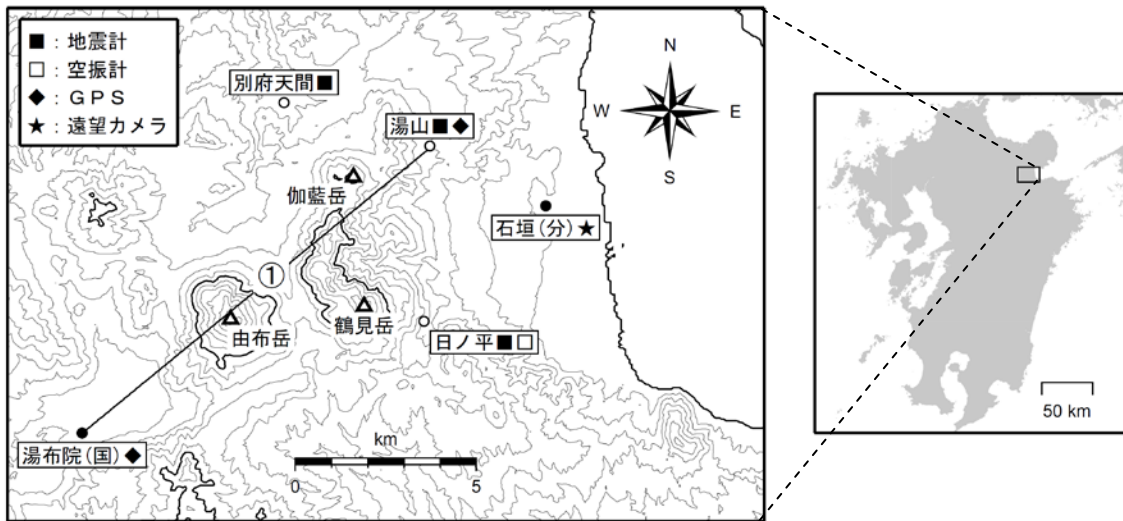 ■：地震計
□：空振計
◆：ＧＰＳ
★：遠望カメラ
別府天間■
湯山■◆
伽藍岳
石垣(分)★
①
由布岳
鶴見岳
日ノ平■□
湯布院(国)◆
N
W E
S
km
0 5
50 km